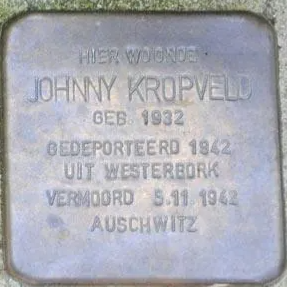 HIER WOONDE
JOHNNY KROPVELD
GEB. 1932
GEDEPORTEERD 1942
UIT WESTERBORK
VERMOORD 5.11.1942
AUSCHWITZ